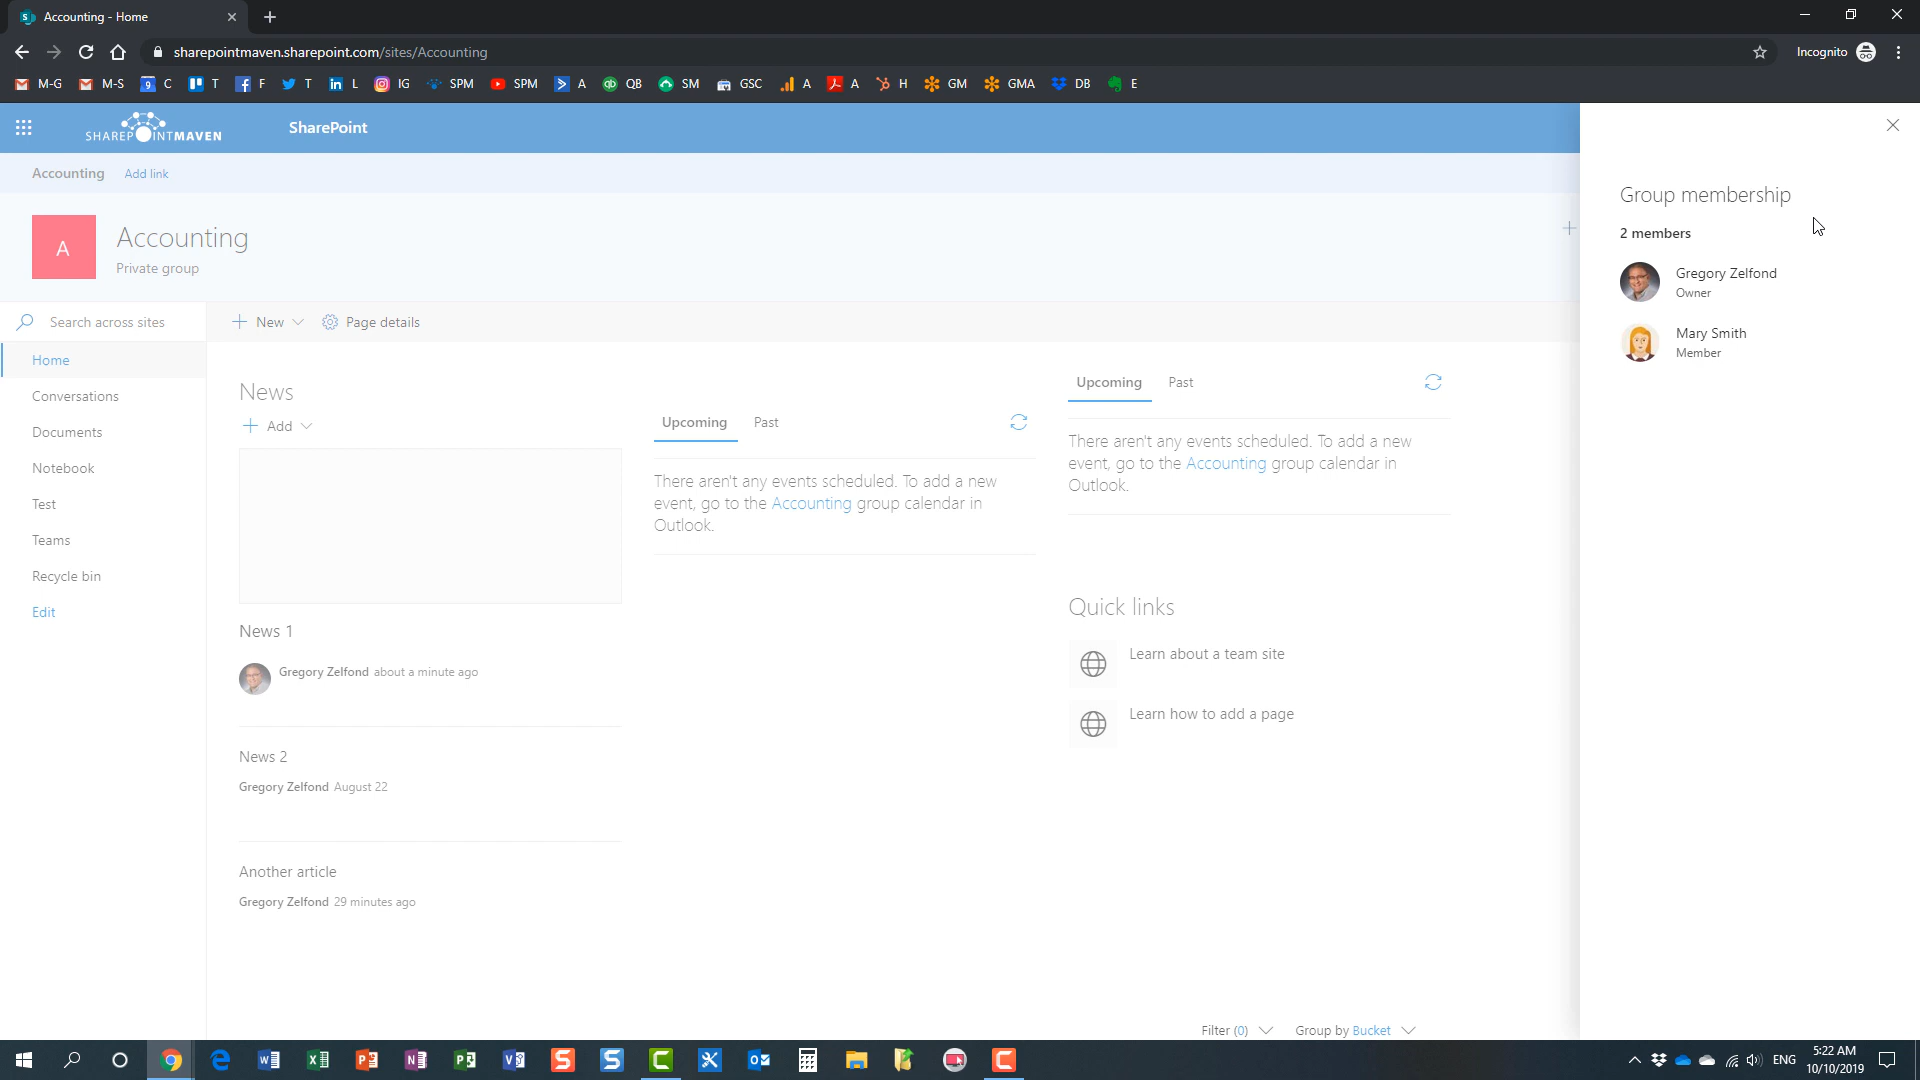 Accounting - Home
sharepointmaven.sharepoint.com/sites/Accounting
Incognito
M-G M-S C T F T L IG SPM SPM A QB SM GSC A A H GM GMA DB E
SHAREPOINTMAVEN
SharePoint
Accounting Add link
A
Accounting
Private group
Search across sites
New
Page details
Home
Conversations
Documents
Notebook
Test
Teams
Recycle bin
Edit
News
Add
News 1
Gregory Zelfond about a minute ago
News 2
Gregory Zelfond August 22
Another article
Gregory Zelfond 29 minutes ago
Upcoming Past
There aren't any events scheduled. To add a new
event, go to the Accounting group calendar in
Outlook.
Upcoming Past
There aren't any events scheduled. To add a new
event, go to the Accounting group calendar in
Outlook.
Quick links
Learn about a team site
Learn how to add a page
Filter (0)
Group by Bucket
Group membership
2 members
Gregory Zelfond
Owner
Mary Smith
Member
ENG
5:22 AM
10/10/2019